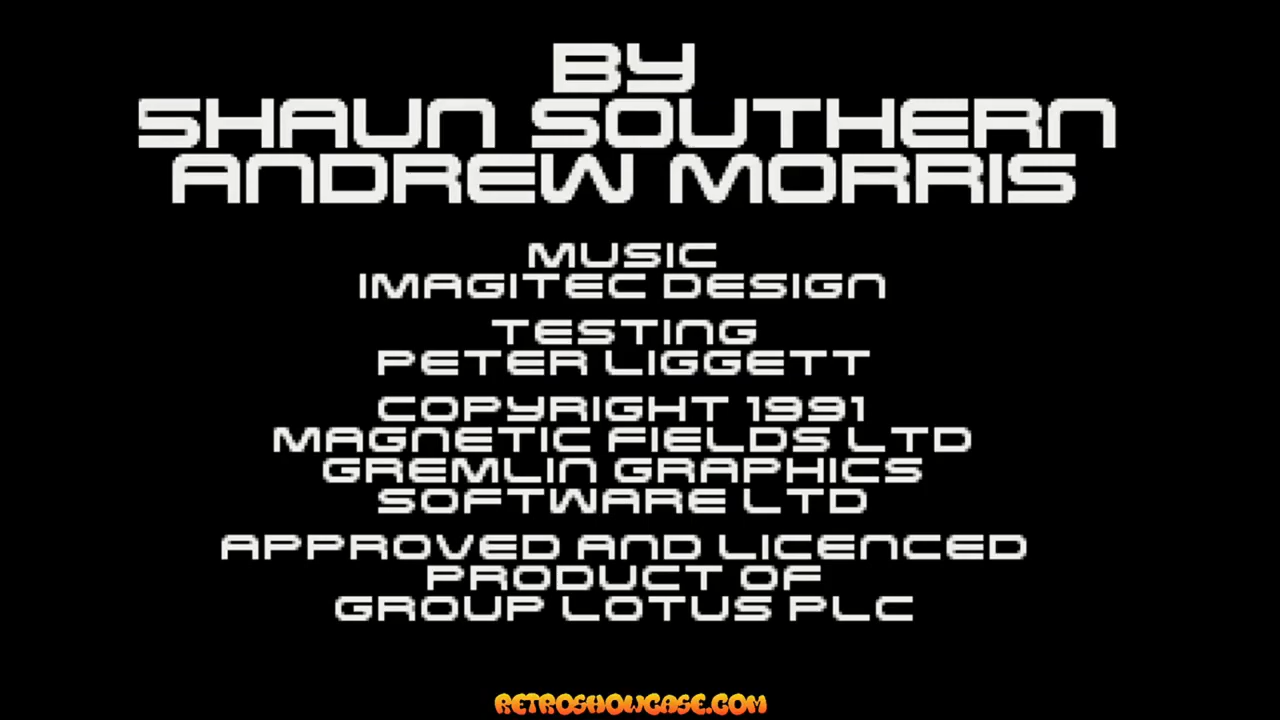 BY
SHAUN SOUTHERN
ANDREW MORRIS
MUSIC
IMAGITEC DESIGN
TESTING
PETER LIGGETT
COPYRIGHT 1991
MAGNETIC FIELDS LTD
GREMLIN GRAPHICS
SOFTWARE LTD
APPROVED AND LICENCED
PRODUCT OF
GROUP LOTUS PLC
RETROSHOWCASE.COM